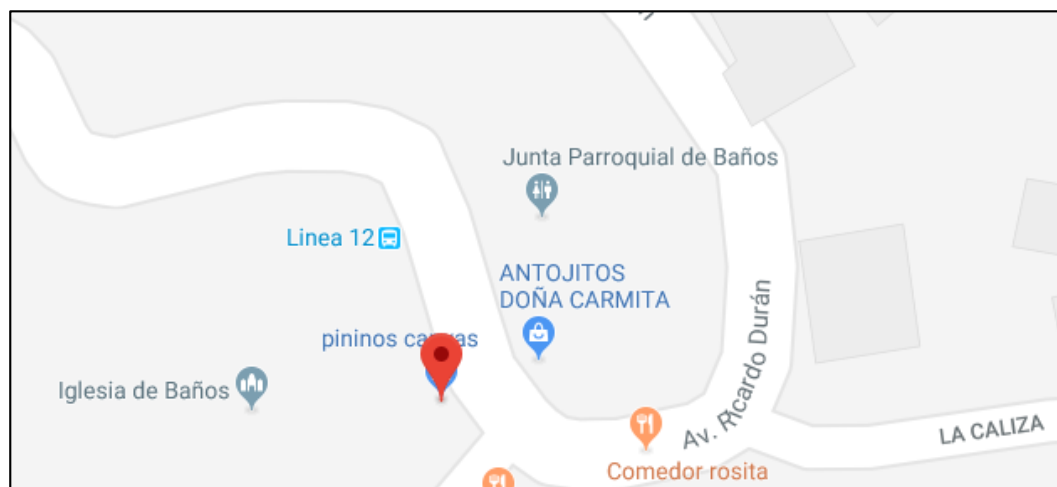 Junta Parroquial de Baños
Linea 12
ANTOJITOS
DOÑA CARMITA
pininos
Iglesia de Baños
Av. Ricardo Durán
LA CALIZA
Comedor rosita